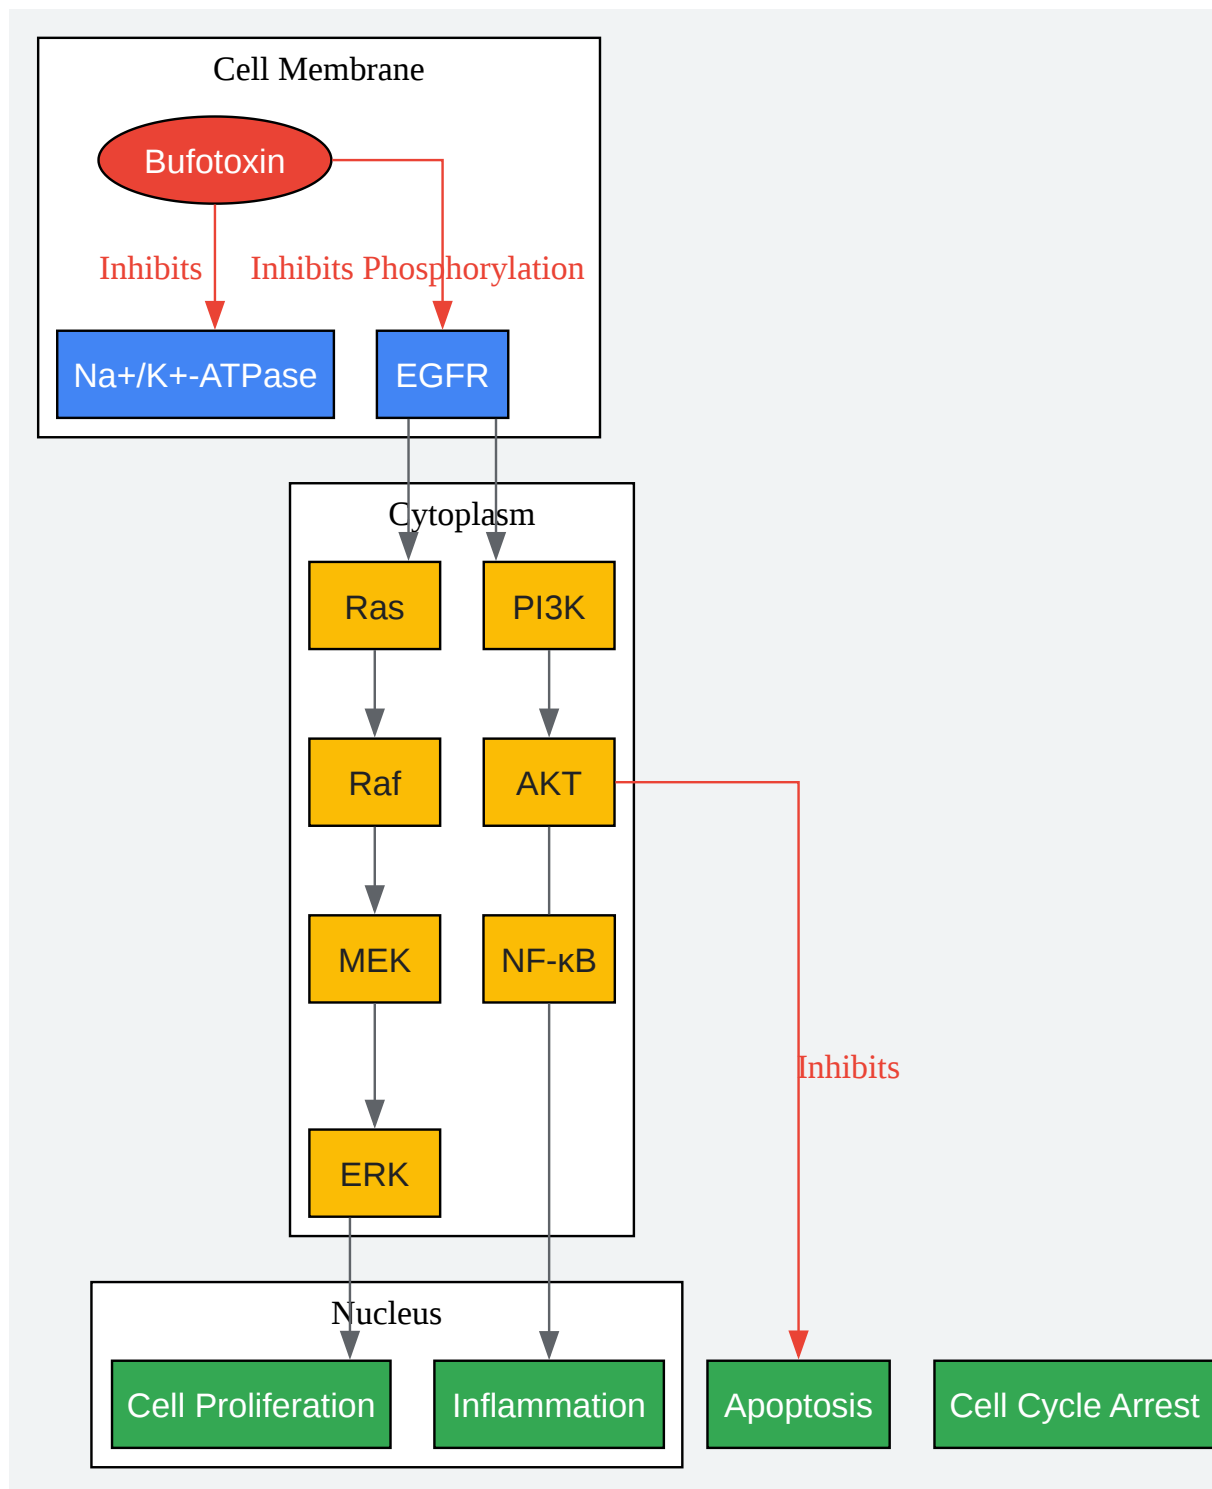 Cell Membrane
Bufotoxin
Inhibits
Inhibits Phosphorylation
Na+/K+-ATPase
EGFR
Cytoplasm
Ras
PI3K
Raf
AKT
MEK
NF-κB
Inhibits
ERK
Nucleus
Cell Proliferation
Inflammation
Apoptosis
Cell Cycle Arrest